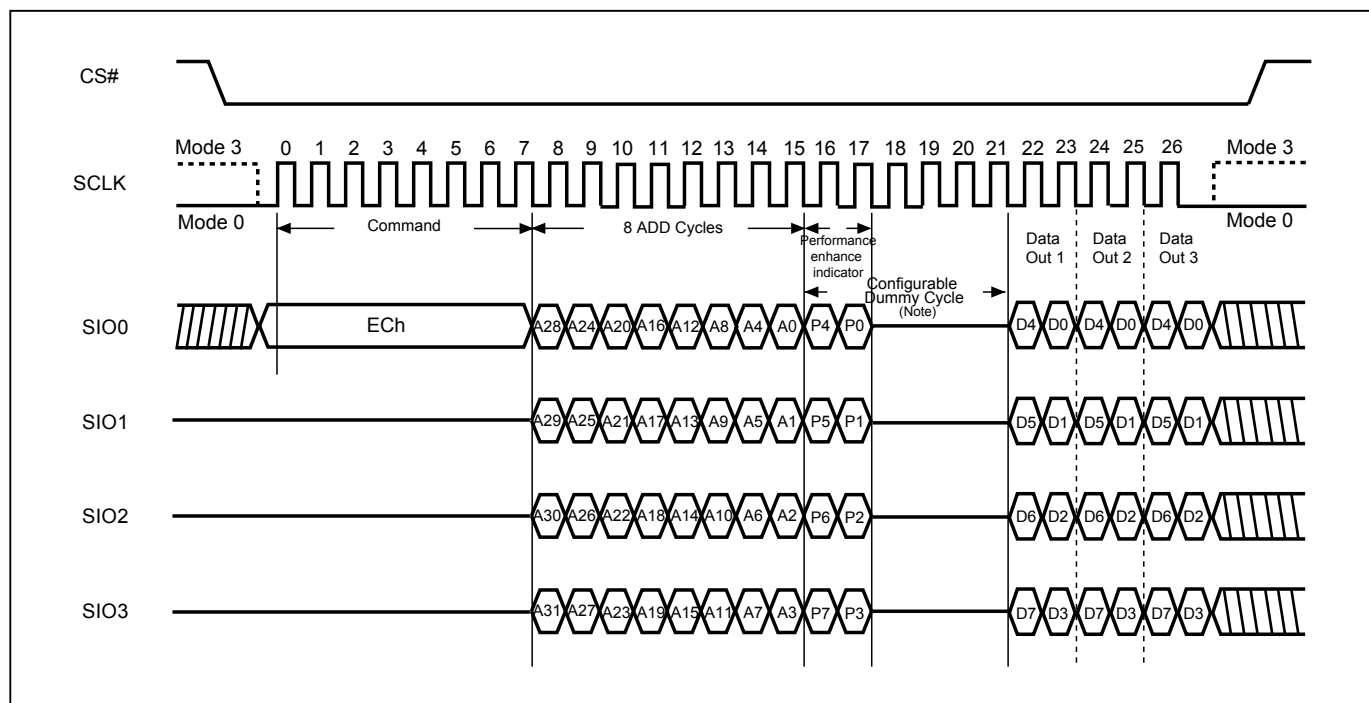 CS#
Mode 3 0 1 2 3 4 5 6 7 8 9 10 11 12 13 14 15 16 17 18 19 20 21 22 23 24 25 26 Mode 3
SCLK
Mode 0 Mode 0
Command 8 ADD Cycles Performance enhance indicator Data Out 1 Data Out 2 Data Out 3
Configurable Dummy Cycle (Note)
SIO0 ECh A28 A24 A20 A16 A12 A8 A4 A0 P4 P0 D4 D0 D4 D0 D4 D0
SIO1 A29 A25 A21 A17 A13 A9 A5 A1 P5 P1 D5 D1 D5 D1 D5 D1
SIO2 A30 A26 A22 A18 A14 A10 A6 A2 P6 P2 D6 D2 D6 D2 D6 D2
SIO3 A31 A27 A23 A19 A15 A11 A7 A3 P7 P3 D7 D3 D7 D3 D7 D3